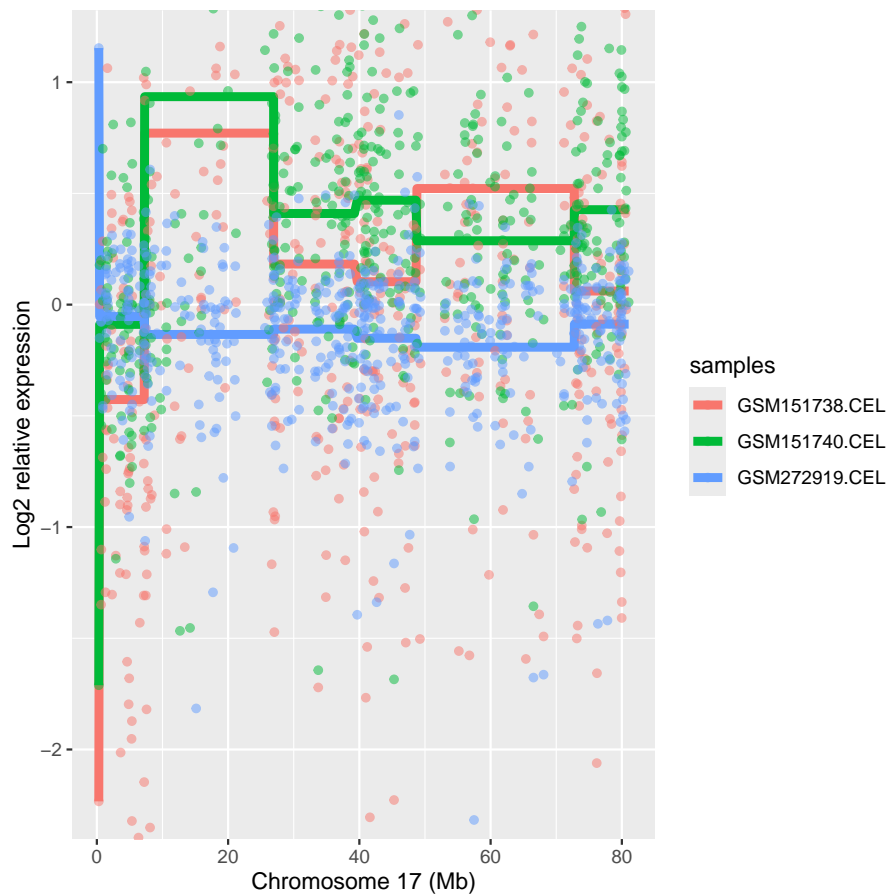 Log2 relative expression
1
0
−1
−2
0
20
40
60
80
Chromosome 17 (Mb)
samples
GSM151738.CEL
GSM151740.CEL
GSM272919.CEL